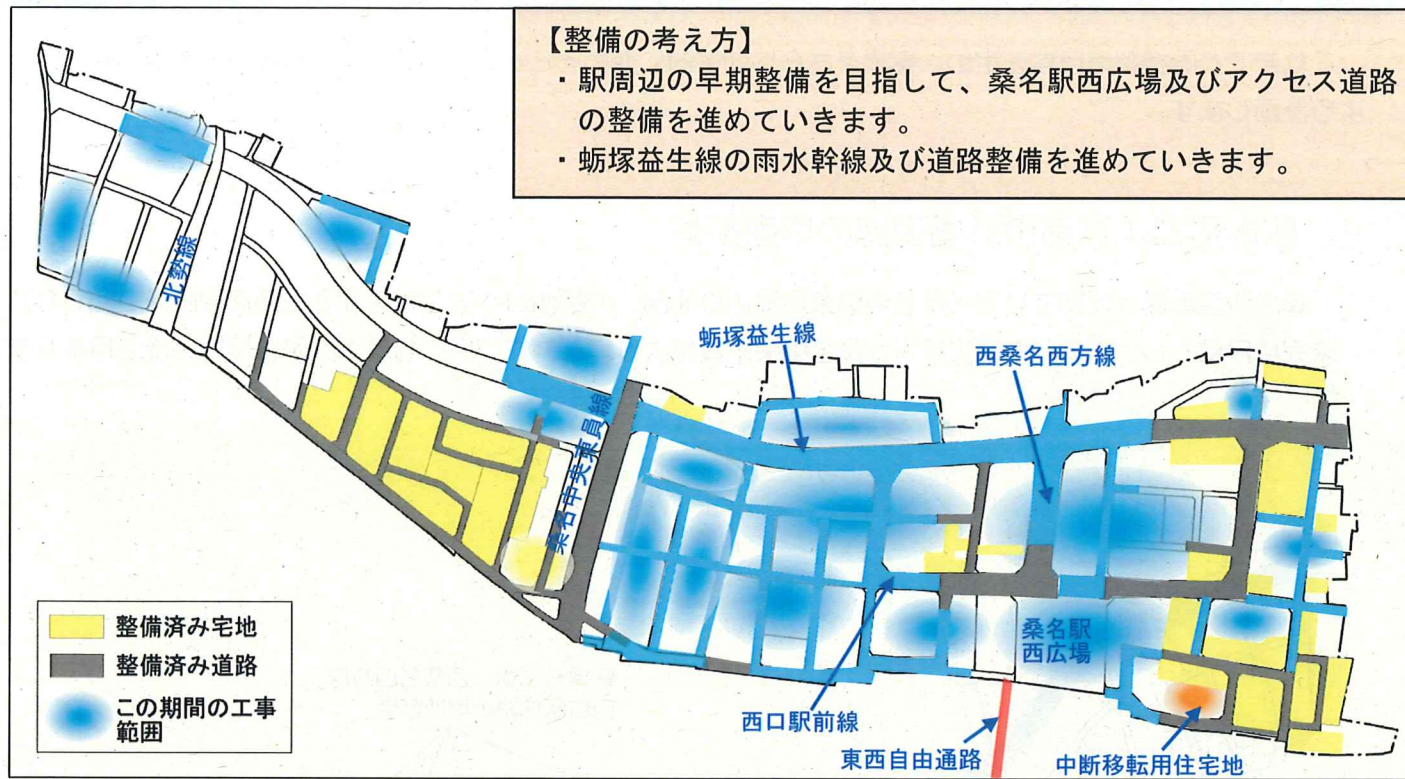 【整備の考え方】
・駅周辺の早期整備を目指して、桑名駅西広場及びアクセス道路
の整備を進めていきます。
・蛎塚益生線の雨水幹線及び道路整備を進めていきます。
北勢線
蛎塚益生線
西桑名西方線
桑名中央東員線
桑名駅
西広場
西口駅前線
東西自由通路
中断移転用住宅地
整備済み宅地
整備済み道路
この期間の工事
範囲